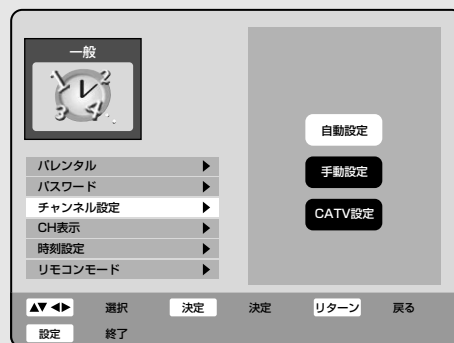 一般
パレンタル ▶
パスワード ▶
チャンネル設定 ▶
CH表示 ▶
時刻設定 ▶
リモコンモード ▶
自動設定
手動設定
CATV設定
▲▼ ◀▶ 選択 決定 決定 リターン 戻る
設定 終了